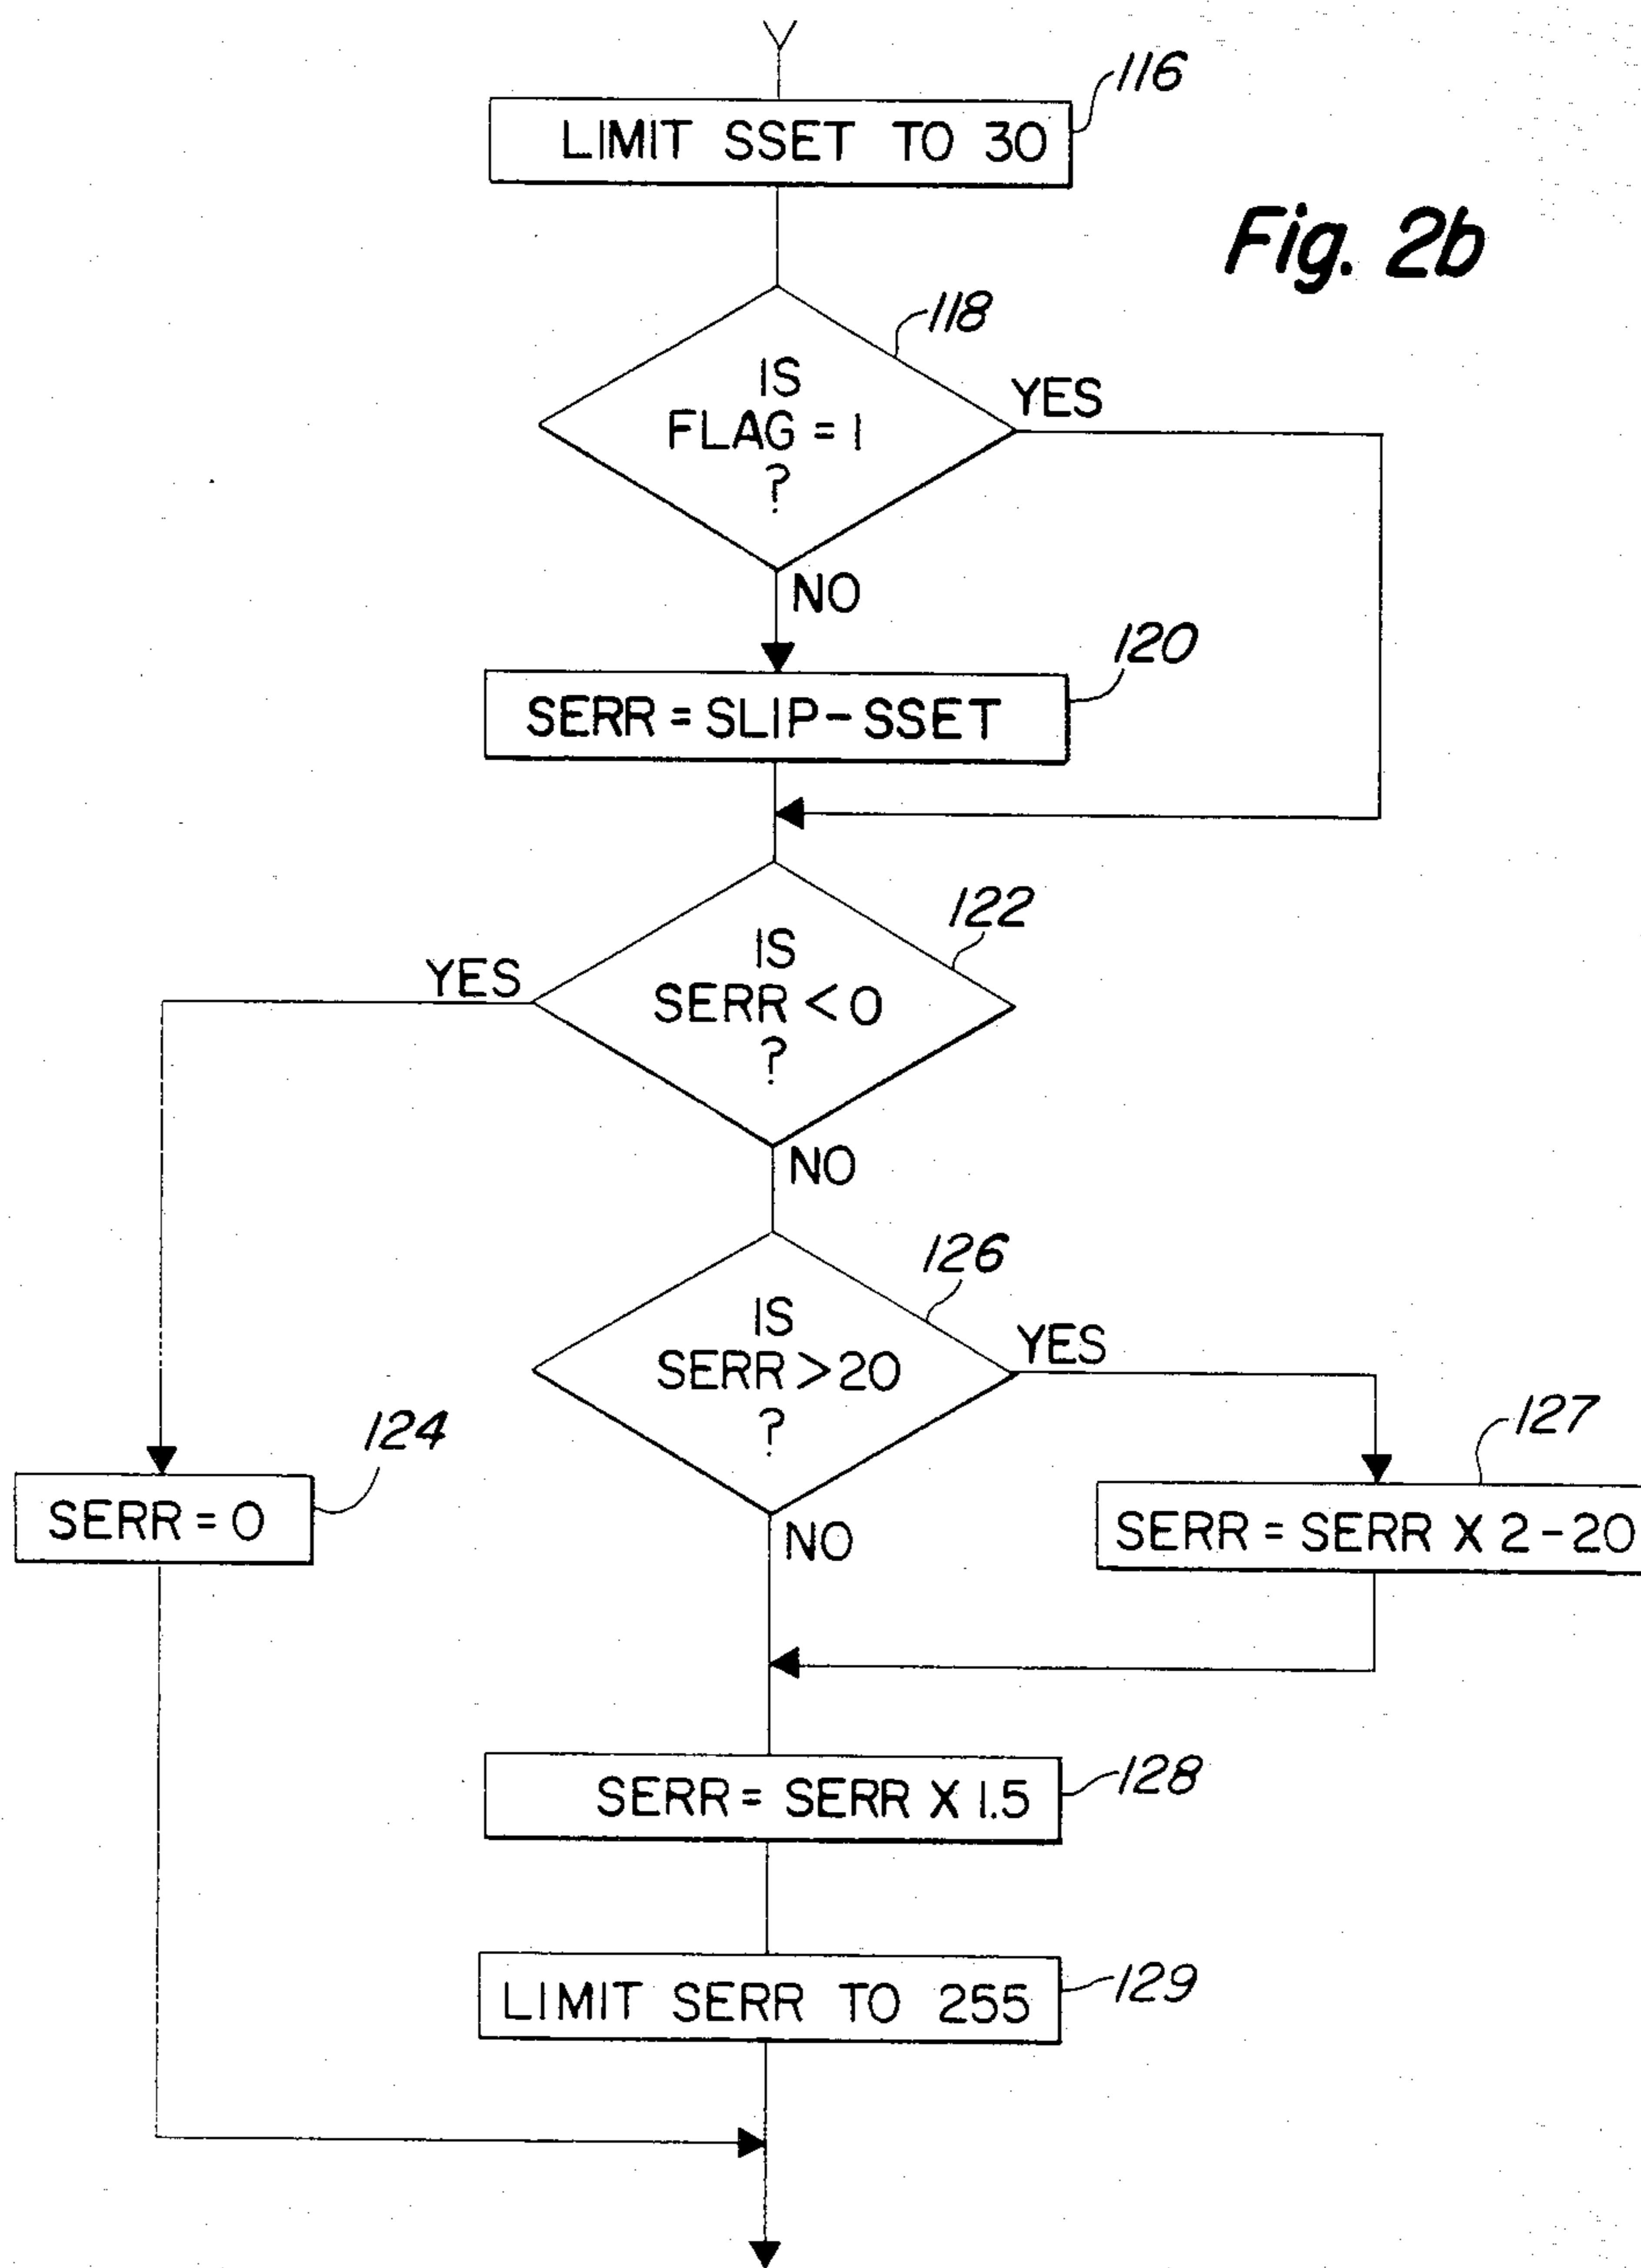 116
LIMIT SSET TO 30
Fig. 2b
118
IS
FLAG = 1
?
YES
NO
120
SERR = SLIP - SSET
122
IS
SERR < 0
?
YES
NO
126
IS
SERR > 20
?
YES
NO
124
SERR = 0
127
SERR = SERR X 2 - 20
128
SERR = SERR X 1.5
129
LIMIT SERR TO 255